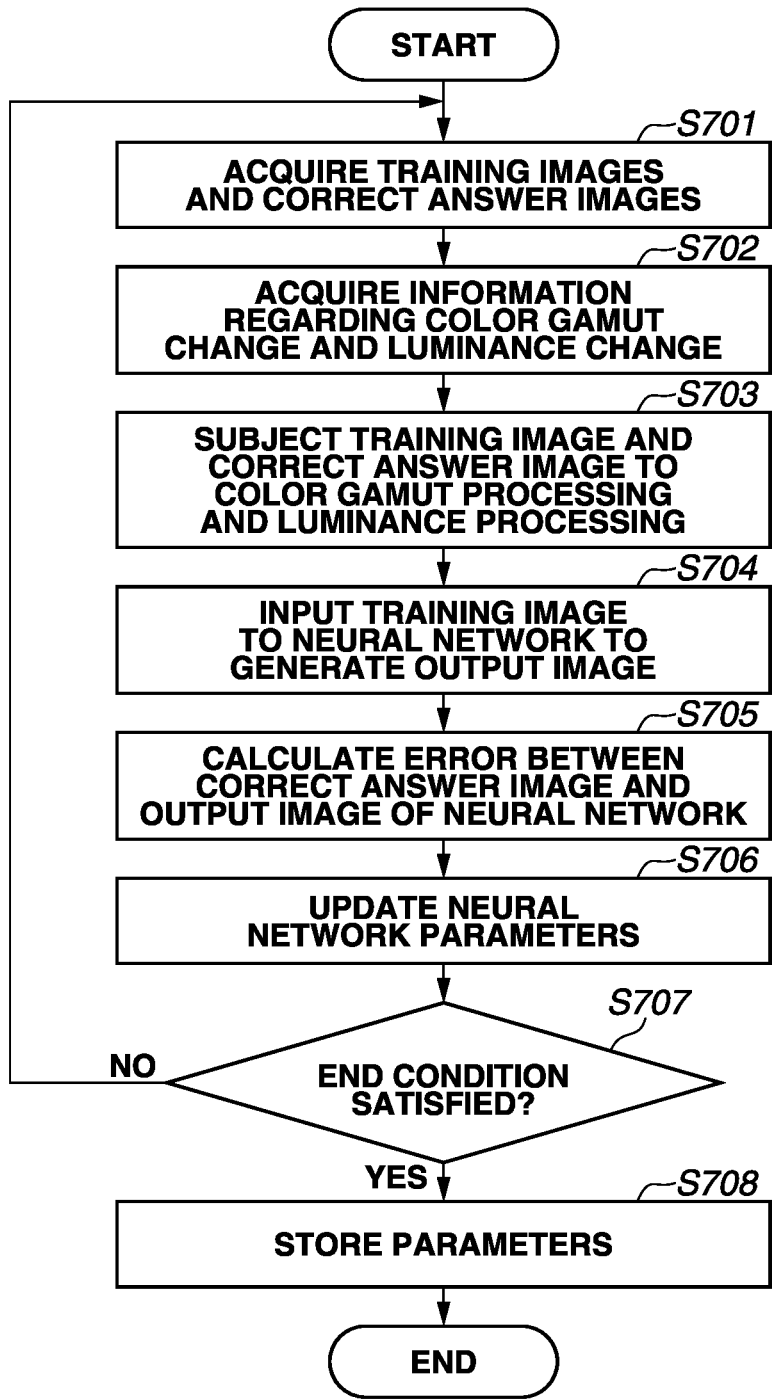 START
S701
ACQUIRE TRAINING IMAGES
AND CORRECT ANSWER IMAGES
S702
ACQUIRE INFORMATION
REGARDING COLOR GAMUT
CHANGE AND LUMINANCE CHANGE
S703
SUBJECT TRAINING IMAGE AND
CORRECT ANSWER IMAGE TO
COLOR GAMUT PROCESSING
AND LUMINANCE PROCESSING
S704
INPUT TRAINING IMAGE
TO NEURAL NETWORK TO
GENERATE OUTPUT IMAGE
S705
CALCULATE ERROR BETWEEN
CORRECT ANSWER IMAGE AND
OUTPUT IMAGE OF NEURAL NETWORK
S706
UPDATE NEURAL
NETWORK PARAMETERS
S707
NO
END CONDITION
SATISFIED?
YES
S708
STORE PARAMETERS
END